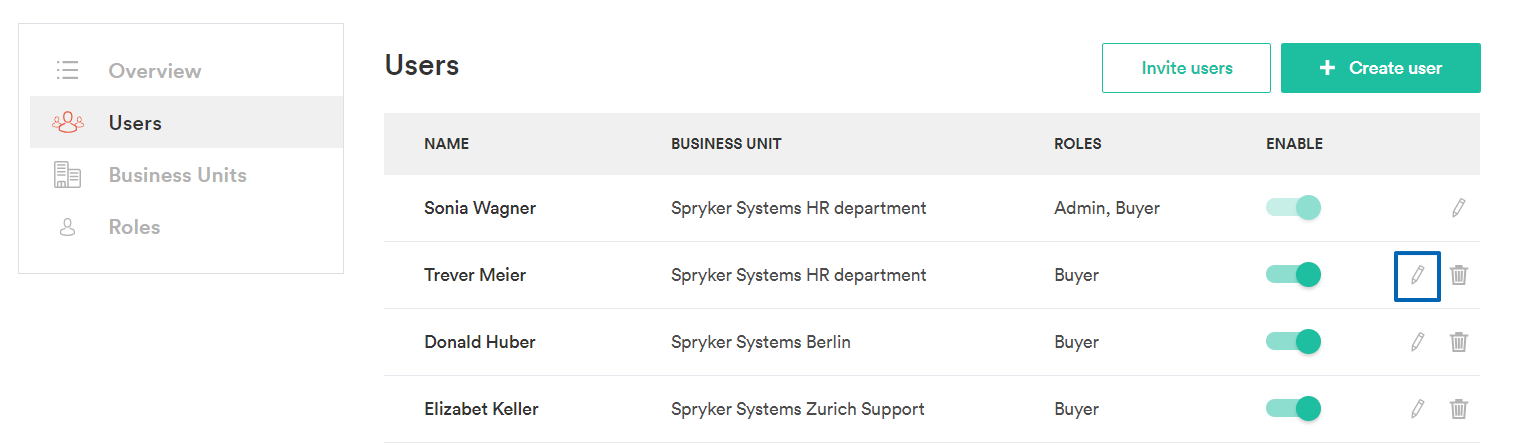 Overview
Users
Business Units
Roles
Users
Invite users
+ Create user
NAME BUSINESS UNIT ROLES ENABLE
Sonia Wagner Spryker Systems HR department Admin, Buyer
Trever Meier Spryker Systems HR department Buyer
Donald Huber Spryker Systems Berlin Buyer
Elizabet Keller Spryker Systems Zurich Support Buyer